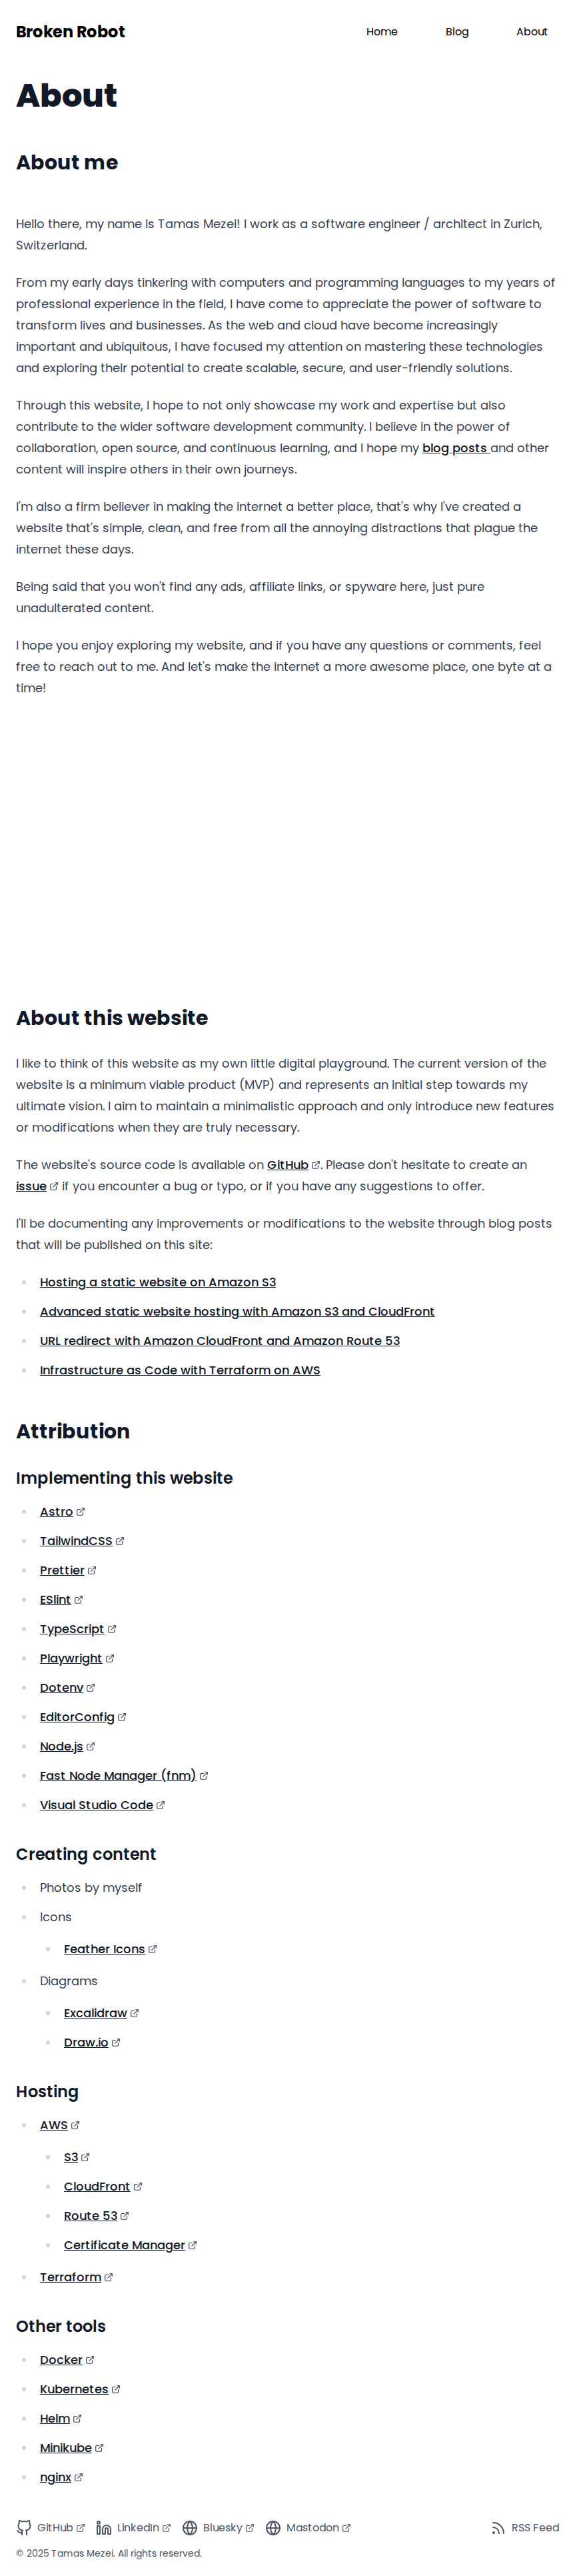 Broken Robot
Home
Blog
About
About
About me
Hello there, my name is Tamas Mezei! I work as a software engineer / architect in Zurich,
Switzerland.
From my early days tinkering with computers and programming languages to my years of
professional experience in the field, I have come to appreciate the power of software to
transform lives and businesses. As the web and cloud have become increasingly
important and ubiquitous, I have focused my attention on mastering these technologies
and exploring their potential to create scalable, secure, and user-friendly solutions.
Through this website, I hope to not only showcase my work and expertise but also
contribute to the wider software development community. I believe in the power of
collaboration, open source, and continuous learning, and I hope my blog posts and other
content will inspire others in their own journeys.
I'm also a firm believer in making the internet a better place, that's why I've created a
website that's simple, clean, and free from all the annoying distractions that plague the
internet these days.
Being said that you won't find any ads, affiliate links, or spyware here, just pure
unadulterated content.
I hope you enjoy exploring my website, and if you have any questions or comments, feel
free to reach out to me. And let's make the internet a more awesome place, one byte at a
time!
About this website
I like to think of this website as my own little digital playground. The current version of the
website is a minimum viable product (MVP) and represents an initial step towards my
ultimate vision. I aim to maintain a minimalistic approach and only introduce new features
or modifications when they are truly necessary.
The website's source code is available on GitHub. Please don't hesitate to create an
issue if you encounter a bug or typo, or if you have any suggestions to offer.
I'll be documenting any improvements or modifications to the website through blog posts
that will be published on this site:
Hosting a static website on Amazon S3
Advanced static website hosting with Amazon S3 and CloudFront
URL redirect with Amazon CloudFront and Amazon Route 53
Infrastructure as Code with Terraform on AWS
Attribution
Implementing this website
Astro
TailwindCSS
Prettier
ESlint
TypeScript
Playwright
Dotenv
EditorConfig
Node.js
Fast Node Manager (fnm)
Visual Studio Code
Creating content
Photos by myself
Icons
Feather Icons
Diagrams
Excalidraw
Draw.io
Hosting
AWS
S3
CloudFront
Route 53
Certificate Manager
Terraform
Other tools
Docker
Kubernetes
Helm
Minikube
nginx
GitHub
LinkedIn
Bluesky
Mastodon
RSS Feed
© 2025 Tamas Mezei. All rights reserved.